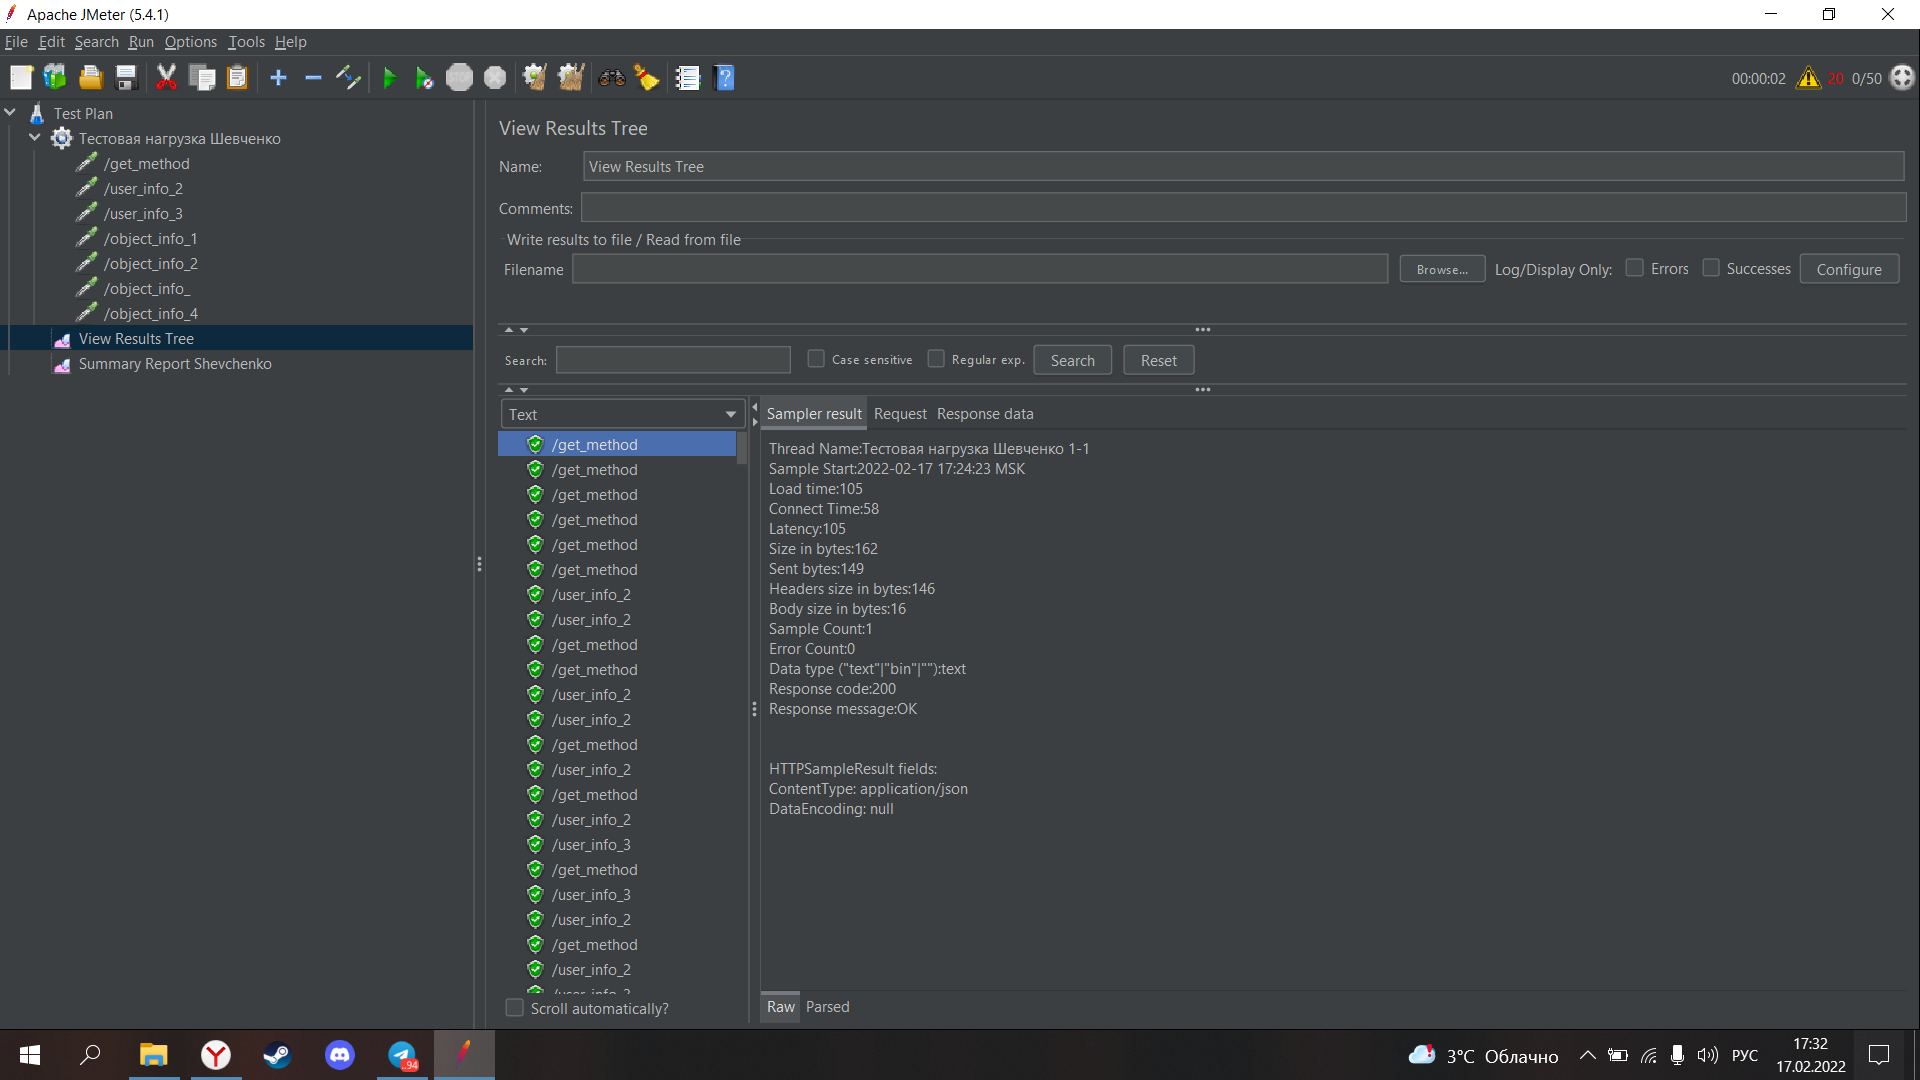 Apache JMeter (5.4.1)
File Edit Search Run Options Tools Help
00:00:02 20 0/50
Test Plan
Тестовая нагрузка Шевченко
/get_method
/user_info_2
/user_info_3
/object_info_1
/object_info_2
/object_info_
/object_info_4
View Results Tree
Summary Report Shevchenko
View Results Tree
Name: View Results Tree
Comments:
Write results to file / Read from file
Filename Browse... Log/Display Only: Errors Successes Configure
Search: Case sensitive Regular exp. Search Reset
Text
/get_method
/get_method
/get_method
/get_method
/get_method
/get_method
/user_info_2
/user_info_2
/get_method
/get_method
/user_info_2
/user_info_2
/get_method
/user_info_2
/get_method
/user_info_2
/user_info_3
/get_method
/user_info_3
/user_info_2
/get_method
/user_info_2
Scroll automatically?
Sampler result Request Response data
Thread Name:Тестовая нагрузка Шевченко 1-1
Sample Start:2022-02-17 17:24:23 MSK
Load time:105
Connect Time:58
Latency:105
Size in bytes:162
Sent bytes:149
Headers size in bytes:146
Body size in bytes:16
Sample Count:1
Error Count:0
Data type ("text"|"bin"|""):text
Response code:200
Response message:OK
HTTPSampleResult fields:
ContentType: application/json
DataEncoding: null
Raw Parsed
..94
3°C Облачно
РУС
17:32
17.02.2022